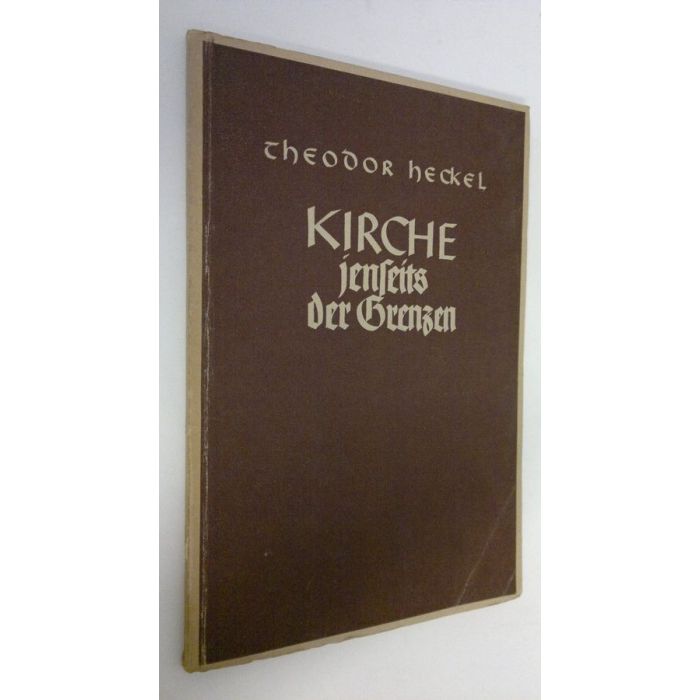 THEODOR HECKEL
KIRCHE
jenſeits
der Grenzen